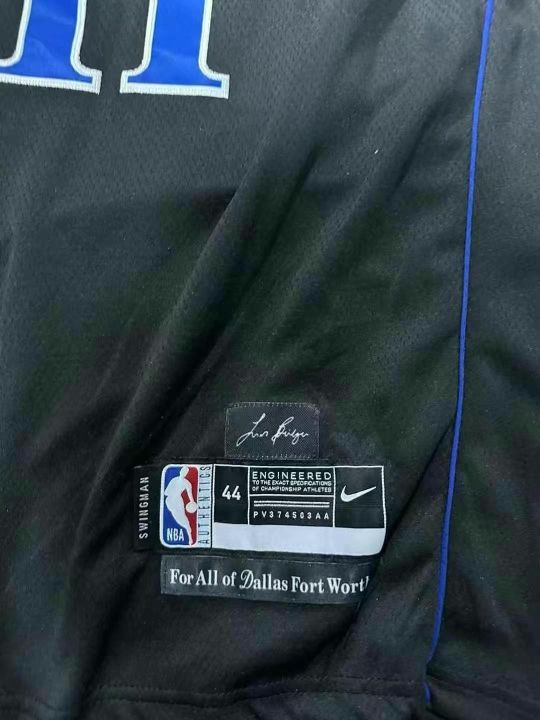 SWINGMAN
NBA
AUTHENTICS
44
ENGINEERED
TO THE EXACT SPECIFICATIONS
OF CHAMPIONSHIP ATHLETES
PV374503AA
For All of Dallas Fort Worth